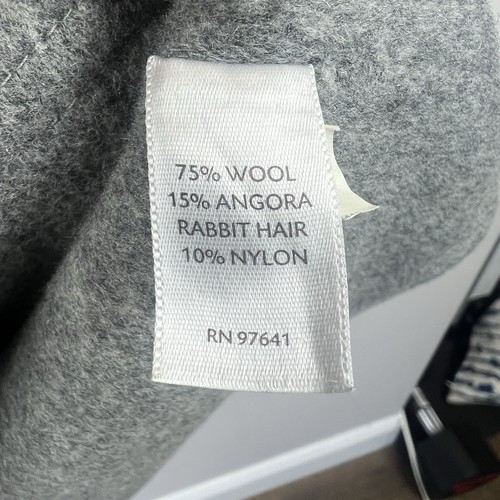 75% WOOL
15% ANGORA
RABBIT HAIR
10% NYLON
RN 97641